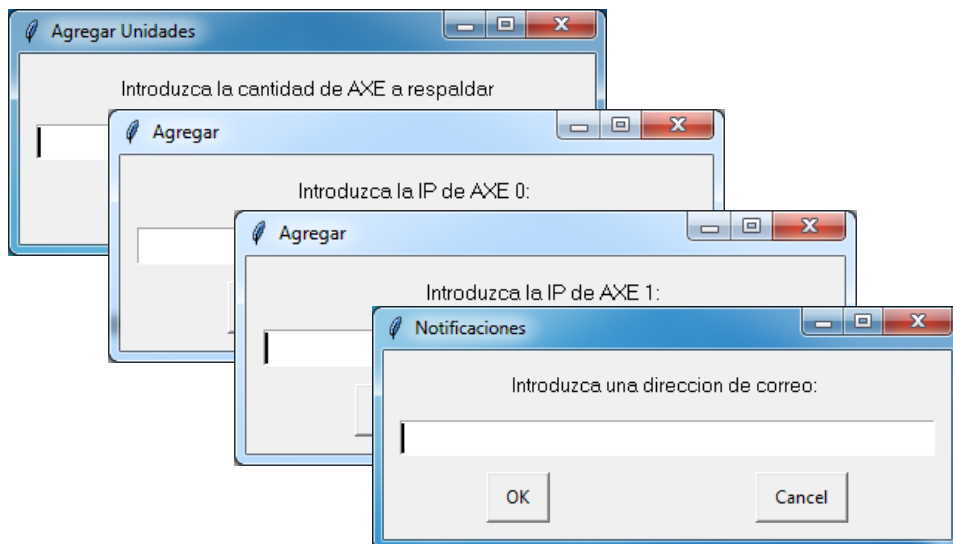 Agregar Unidades
Introduzca la cantidad de AXE a respaldar
Agregar
Introduzca la IP de AXE 0:
Agregar
Introduzca la IP de AXE 1:
Notificaciones
Introduzca una direccion de correo:
OK
Cancel